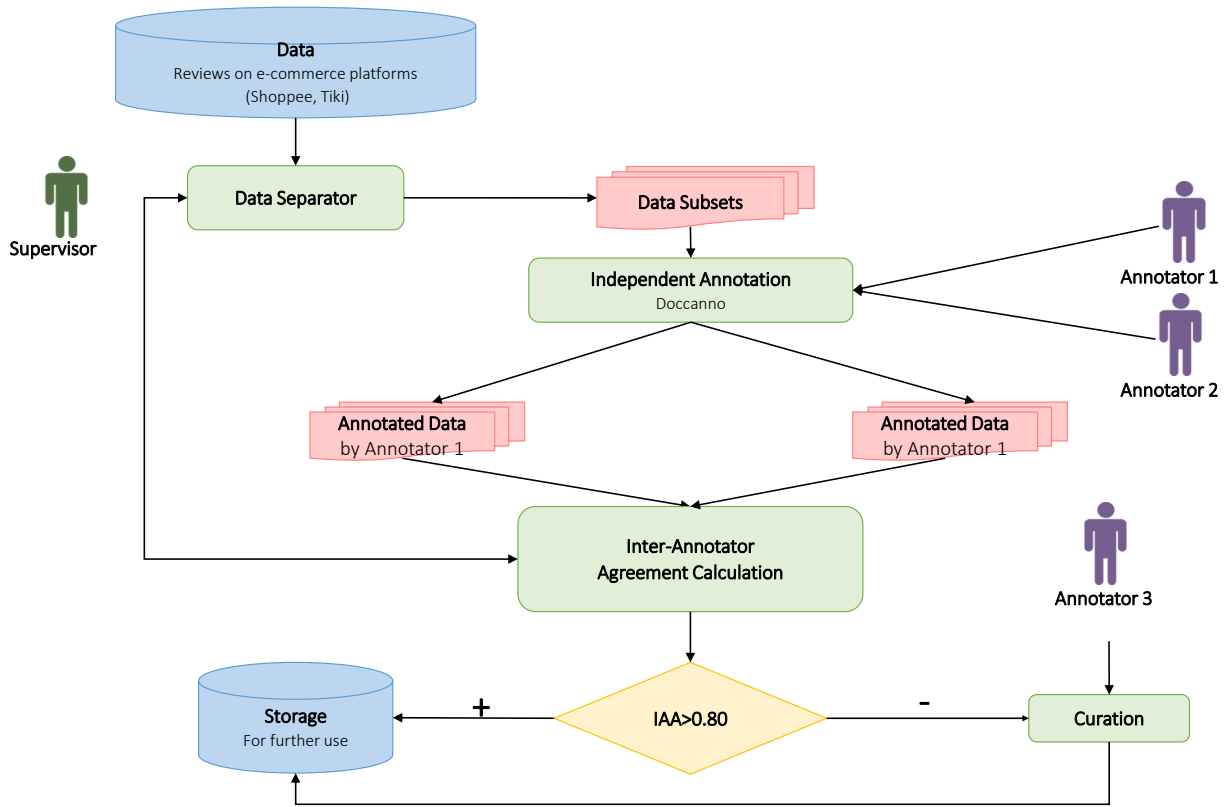 Data
Reviews on e-commerce platforms
(Shoppee, Tiki)
Supervisor
Data Separator
Data Subsets
Annotator 1
Independent Annotation
Doccanno
Annotator 2
Annotated Data
by Annotator 1
Annotated Data
by Annotator 1
Inter-Annotator
Agreement Calculation
Annotator 3
Storage
For further use
+
IAA>0.80
-
Curation